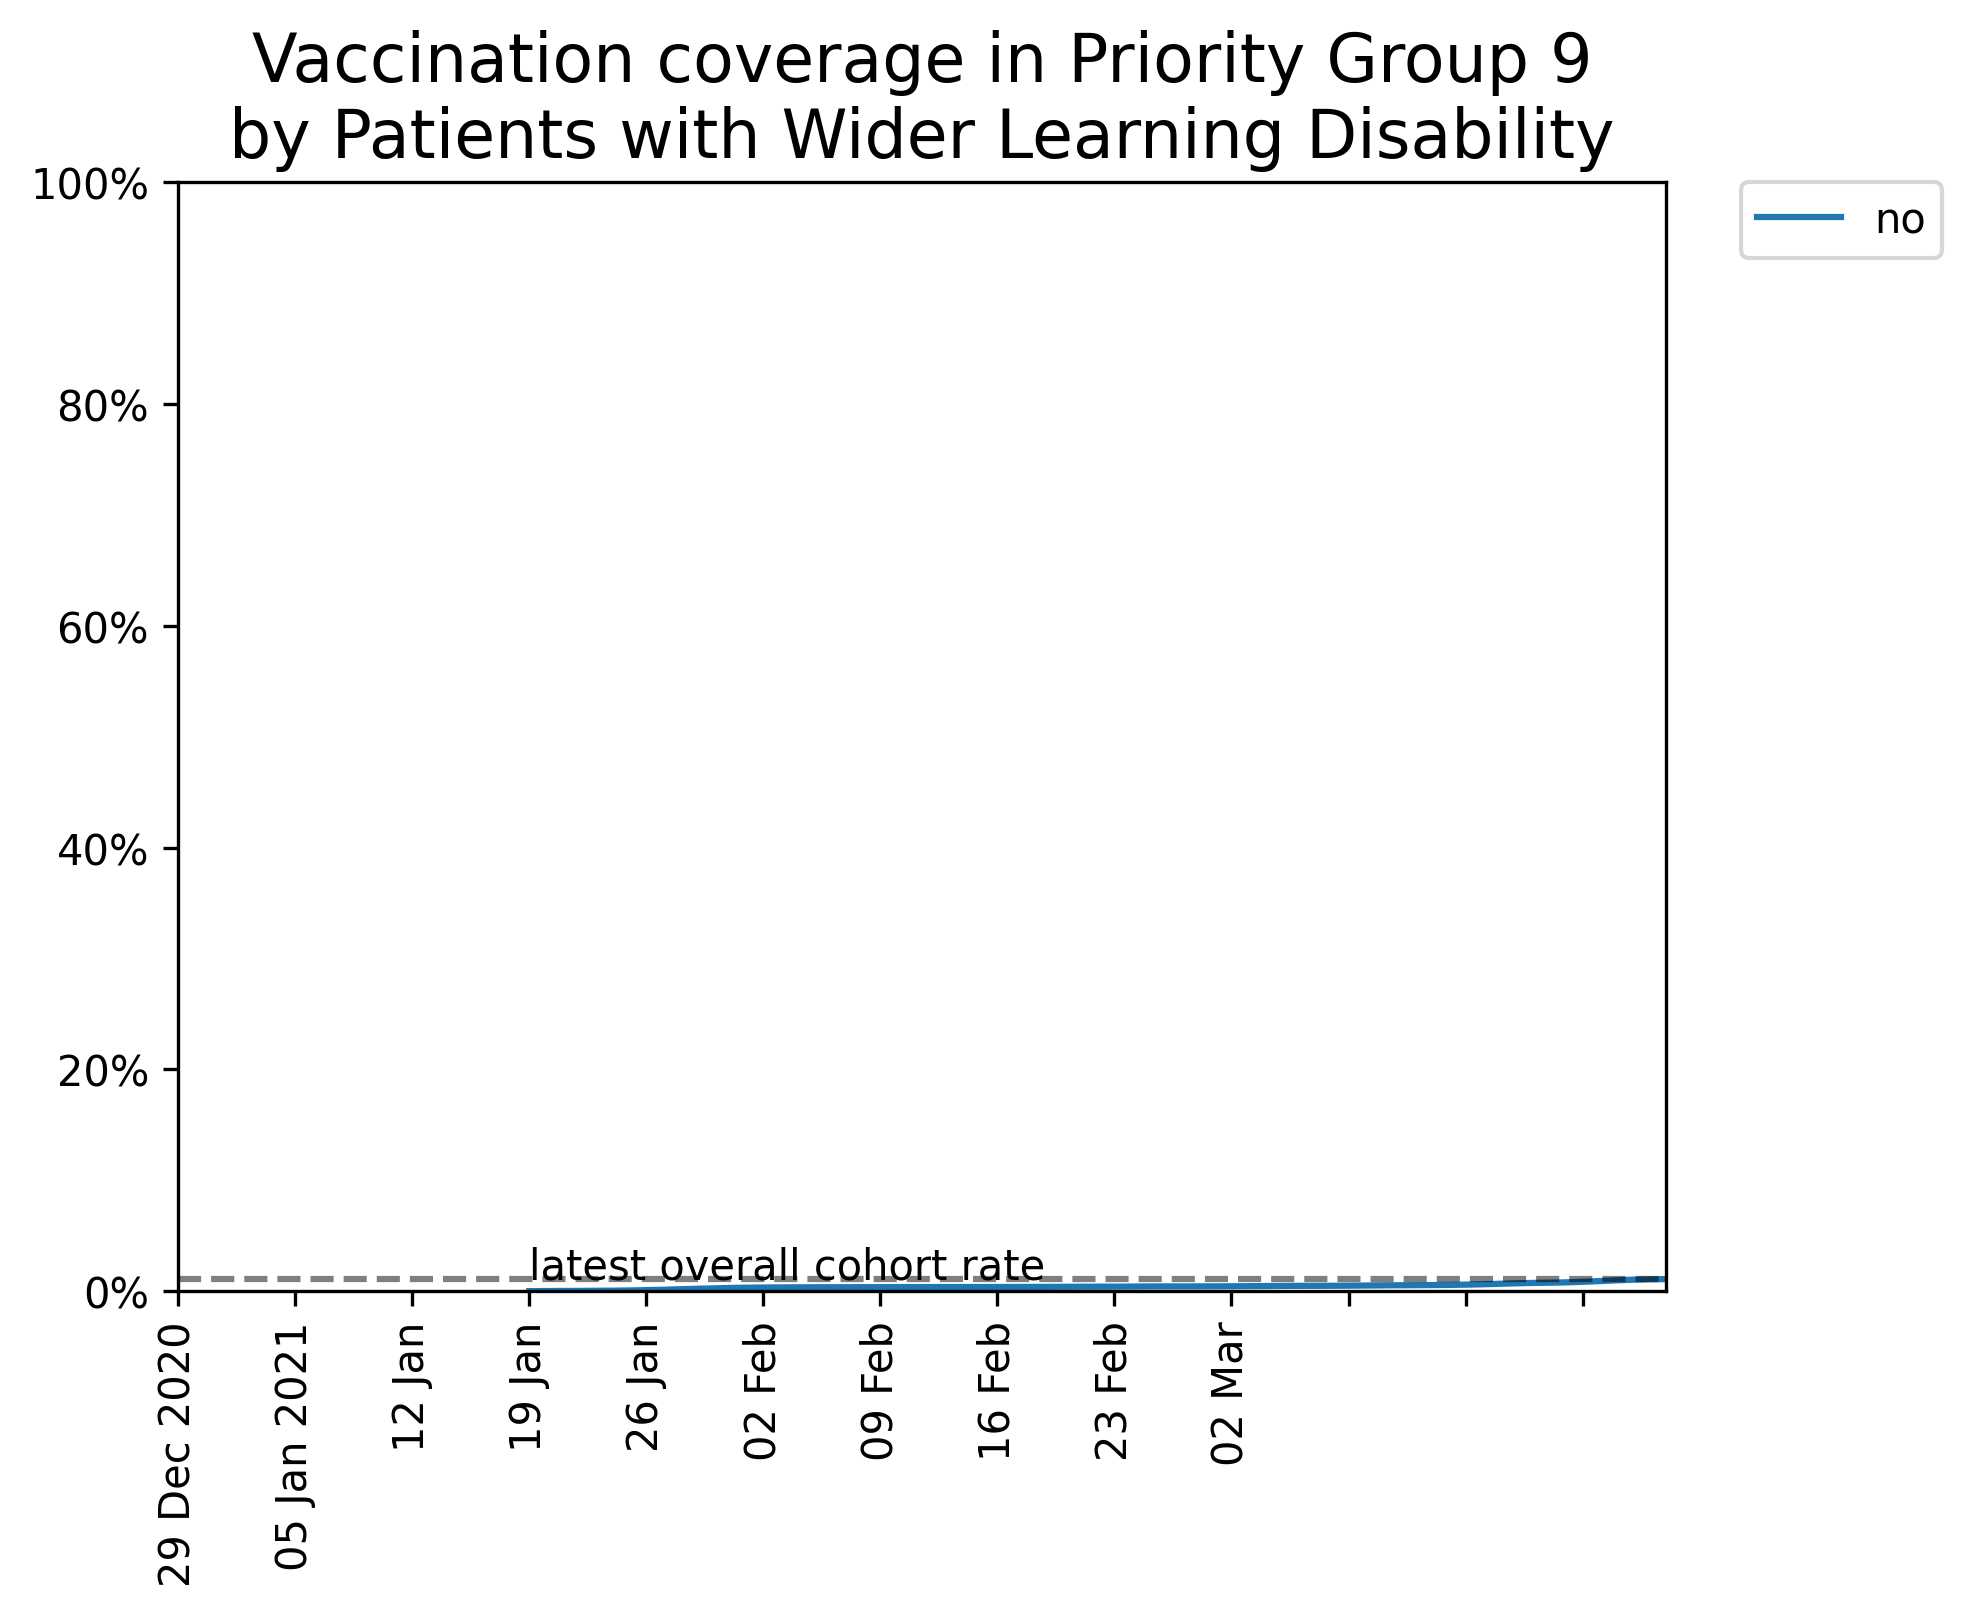 Vaccination coverage in Priority Group 9
by Patients with Wider Learning Disability
100%
80%
60%
40%
20%
0%
no
latest overall cohort rate
29 Dec 2020
05 Jan 2021
12 Jan
19 Jan
26 Jan
02 Feb
09 Feb
16 Feb
23 Feb
02 Mar